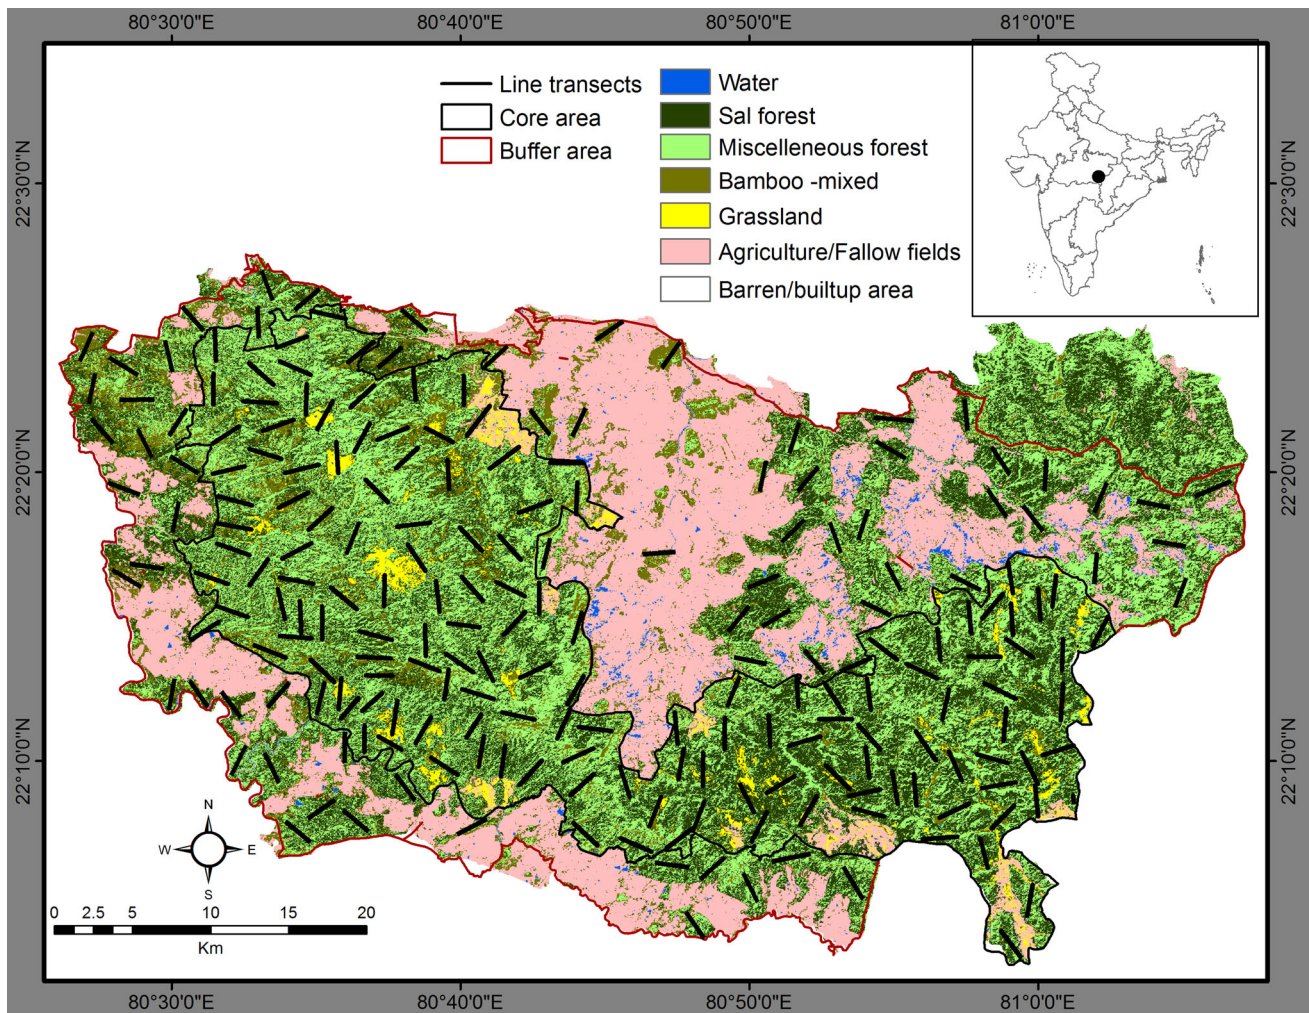 80°30'0"E 80°40'0"E 80°50'0"E 81°0'0"E
Line transects
Core area
Buffer area
Water
Sal forest
Miscelleneous forest
Bamboo -mixed
Grassland
Agriculture/Fallow fields
Barren/builtup area
22°30'0"N 22°30'0"N
22°20'0"N 22°20'0"N
22°10'0"N 22°10'0"N
N
W E
S
0 2.5 5 10 15 20
Km
80°30'0"E 80°40'0"E 80°50'0"E 81°0'0"E